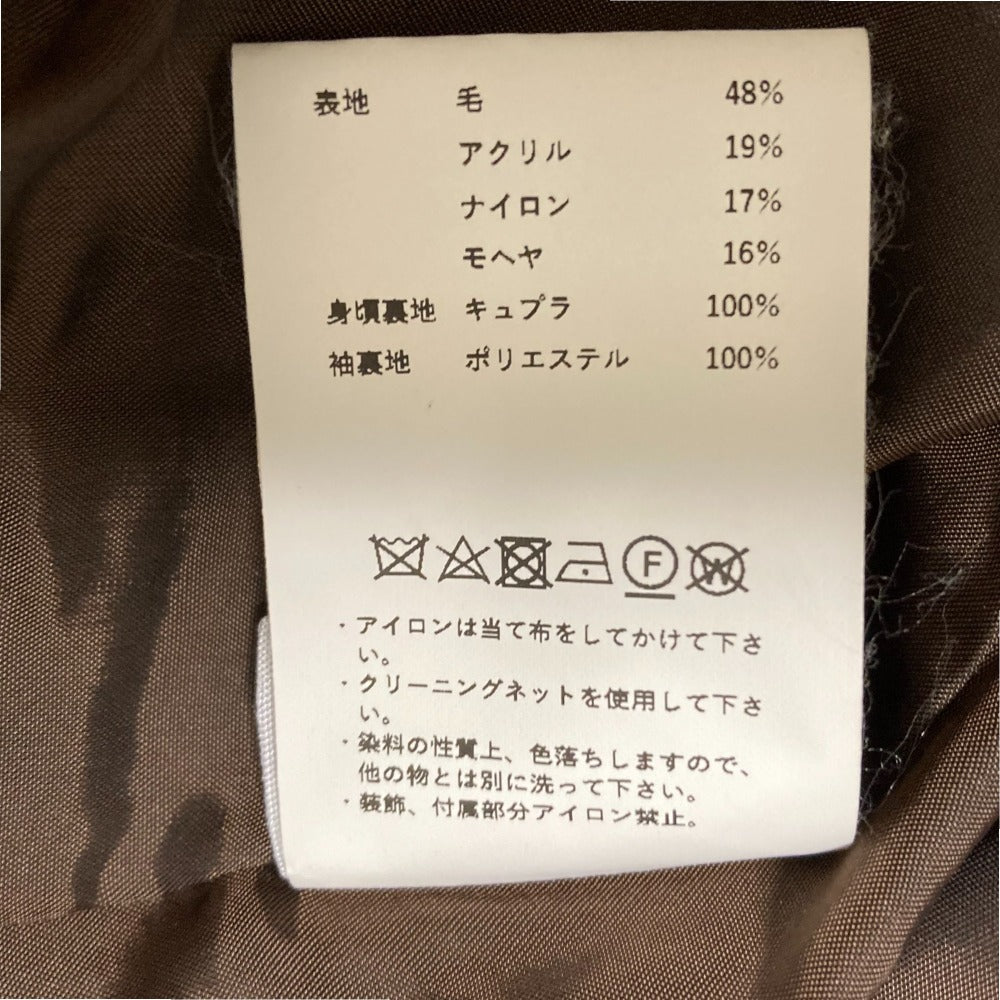 表地 毛 48%
アクリル 19%
ナイロン 17%
モヘヤ 16%
身頃裏地 キュプラ 100%
袖裏地 ポリエステル 100%
F W
・アイロンは当て布をしてかけて下さ
い。
・クリーニングネットを使用して下さ
い。
・染料の性質上、色落ちしますので、
他の物とは別に洗って下さい。
・装飾、付属部分アイロン禁止。